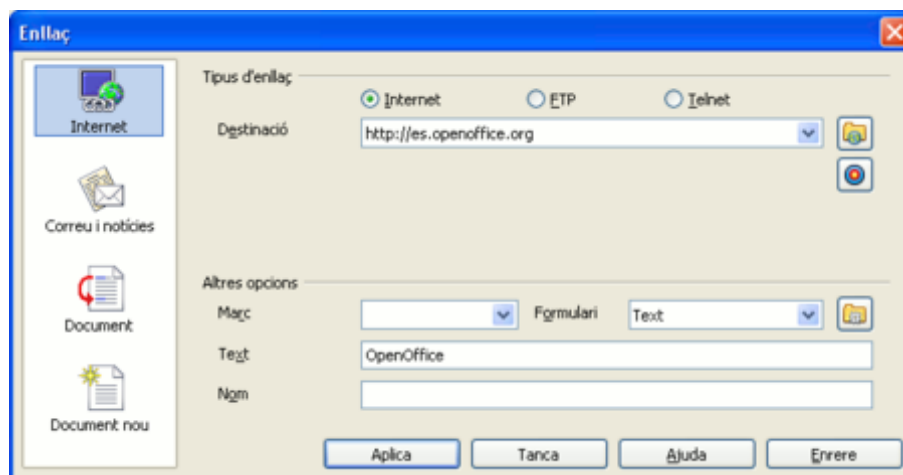 Enllaç
Internet
Correu i notícies
Document
Document nou
Tipus d'enllaç
Internet FTP Telnet
Destinació http://es.openoffice.org
Altres opcions
Marc Formulari Text
Text OpenOffice
Nom
Aplica Tanca Ajuda Enrere